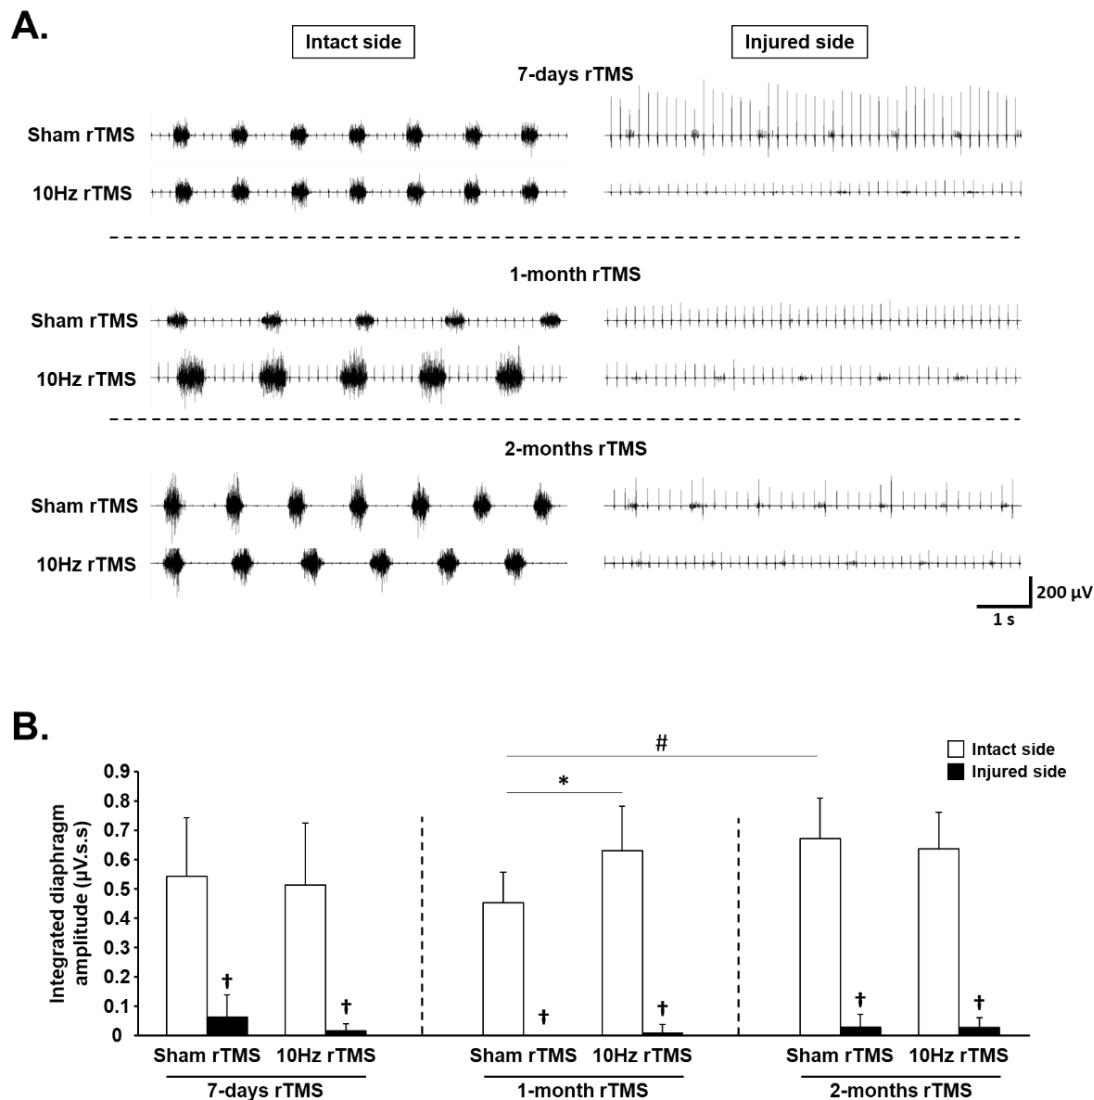 A.
Intact side
Injured side
7-days rTMS
Sham rTMS
10Hz rTMS
1-month rTMS
Sham rTMS
10Hz rTMS
2-months rTMS
Sham rTMS
10Hz rTMS
200 µV
1 s
B.
#
*
Intact side
Injured side
Integrated diaphragm
amplitude (µV.s.s)
0.9
0.8
0.7
0.6
0.5
0.4
0.3
0.2
0.1
0
† † † † † †
Sham rTMS 10Hz rTMS Sham rTMS 10Hz rTMS Sham rTMS 10Hz rTMS
7-days rTMS 1-month rTMS 2-months rTMS